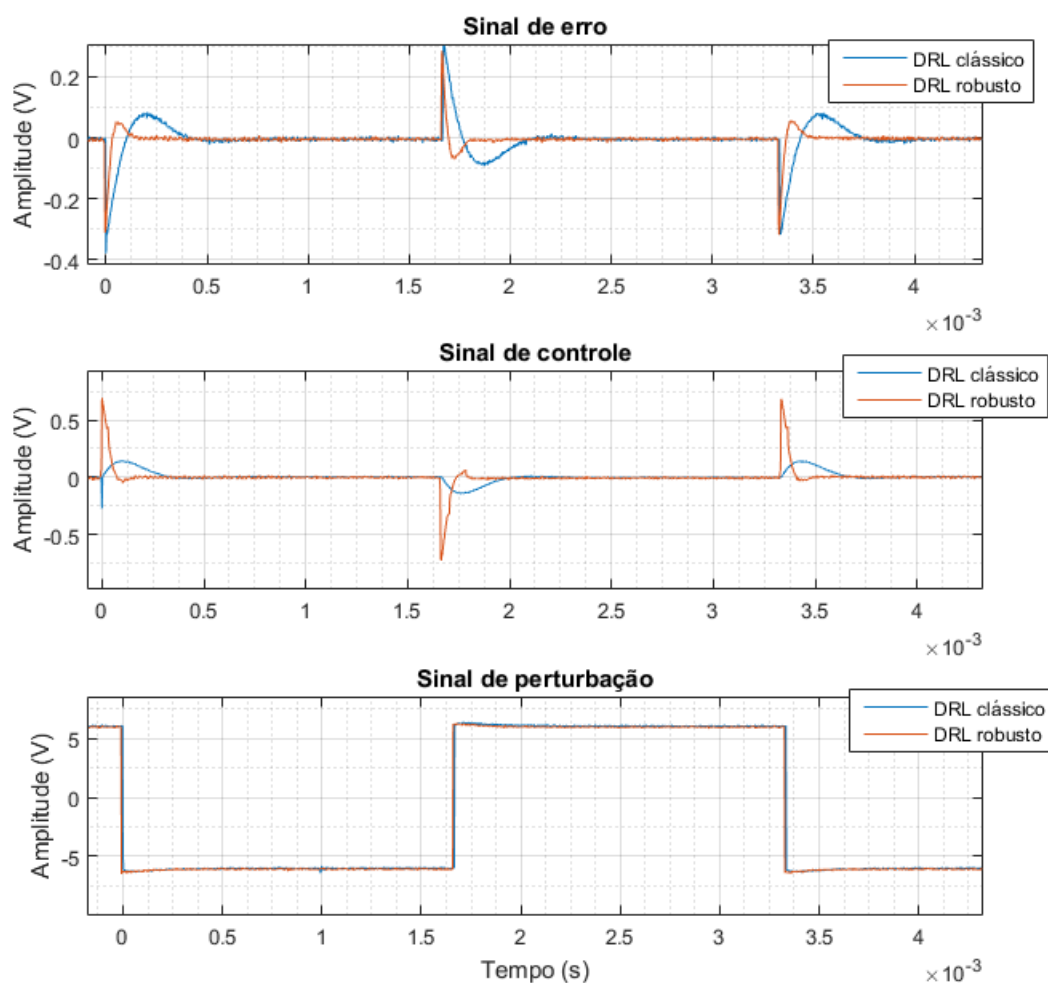 Sinal de erro
DRL clássico
DRL robusto
Amplitude (V)
0.2
0
-0.2
-0.4
0 0.5 1 1.5 2 2.5 3 3.5 4
× 10-3
Sinal de controle
DRL clássico
DRL robusto
Amplitude (V)
0.5
0
-0.5
0 0.5 1 1.5 2 2.5 3 3.5 4
× 10-3
Sinal de perturbação
DRL clássico
DRL robusto
Amplitude (V)
5
0
-5
0 0.5 1 1.5 2 2.5 3 3.5 4
Tempo (s)
× 10-3